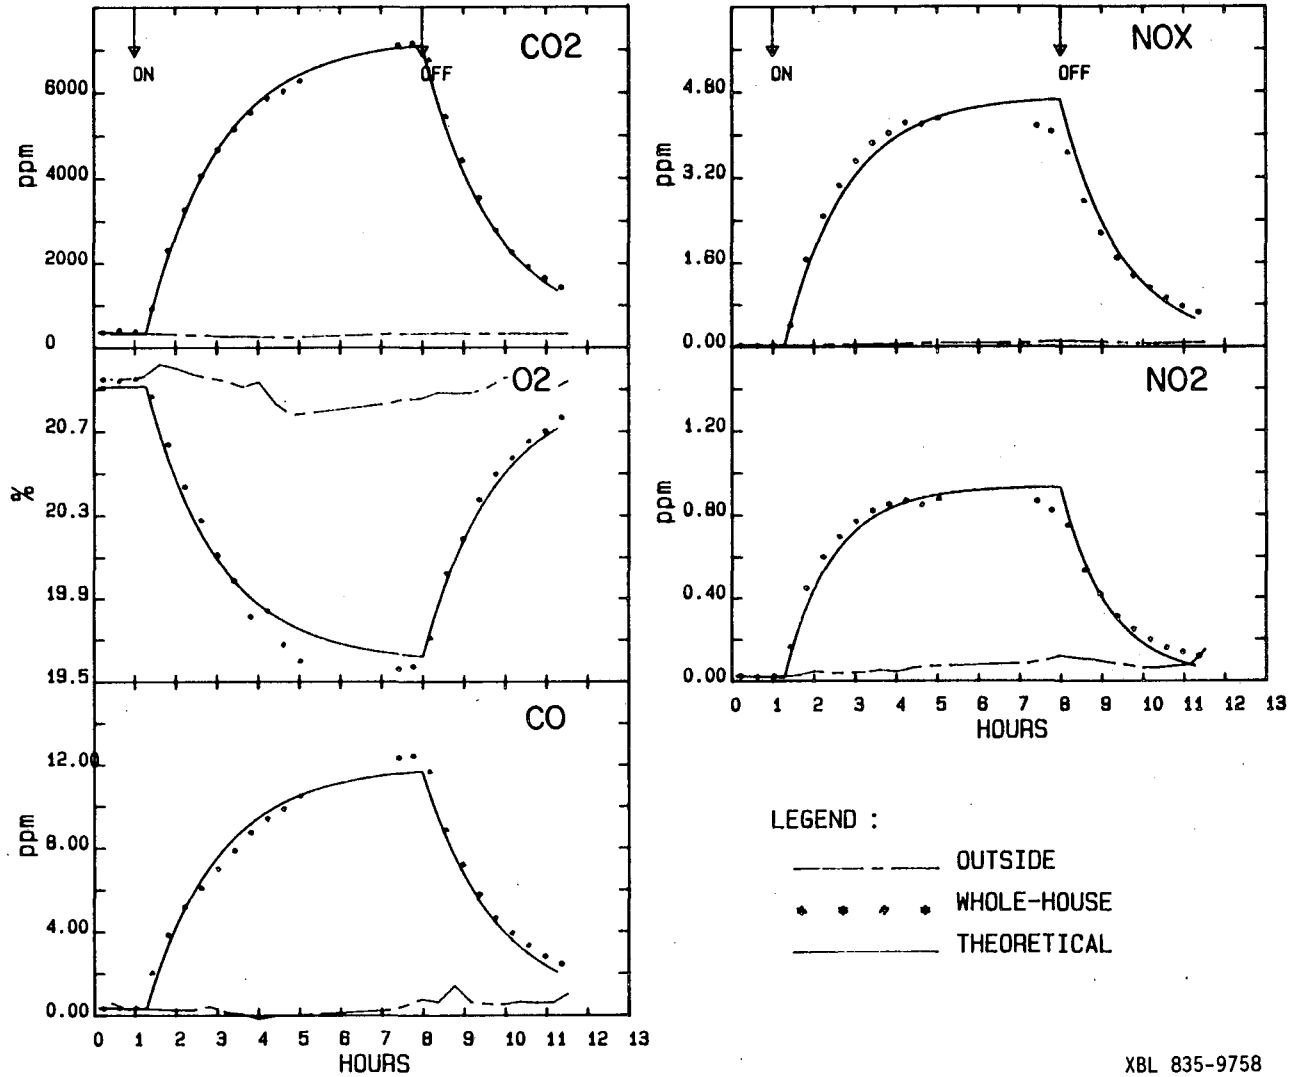 CO2
ON
OFF
6000
4000
2000
0
ppm
O2
20.7
20.3
19.9
19.5
%
CO
12.00
8.00
4.00
0.00
ppm
0 1 2 3 4 5 6 7 8 9 10 11 12 13
HOURS
NOX
ON
OFF
4.80
3.20
1.60
0.00
ppm
NO2
1.20
0.80
0.40
0.00
ppm
0 1 2 3 4 5 6 7 8 9 10 11 12 13
HOURS
LEGEND :
OUTSIDE
WHOLE-HOUSE
THEORETICAL
XBL 835-9758